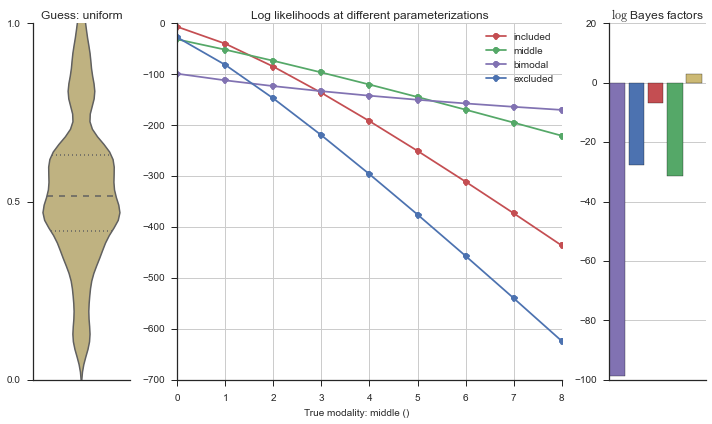 Guess: uniform
1.0
0.5
0.0
Log likelihoods at different parameterizations
0
−100
−200
−300
−400
−500
−600
−700
included
middle
bimodal
excluded
0 1 2 3 4 5 6 7 8
True modality: middle ()
log Bayes factors
20
0
−20
−40
−60
−80
−100